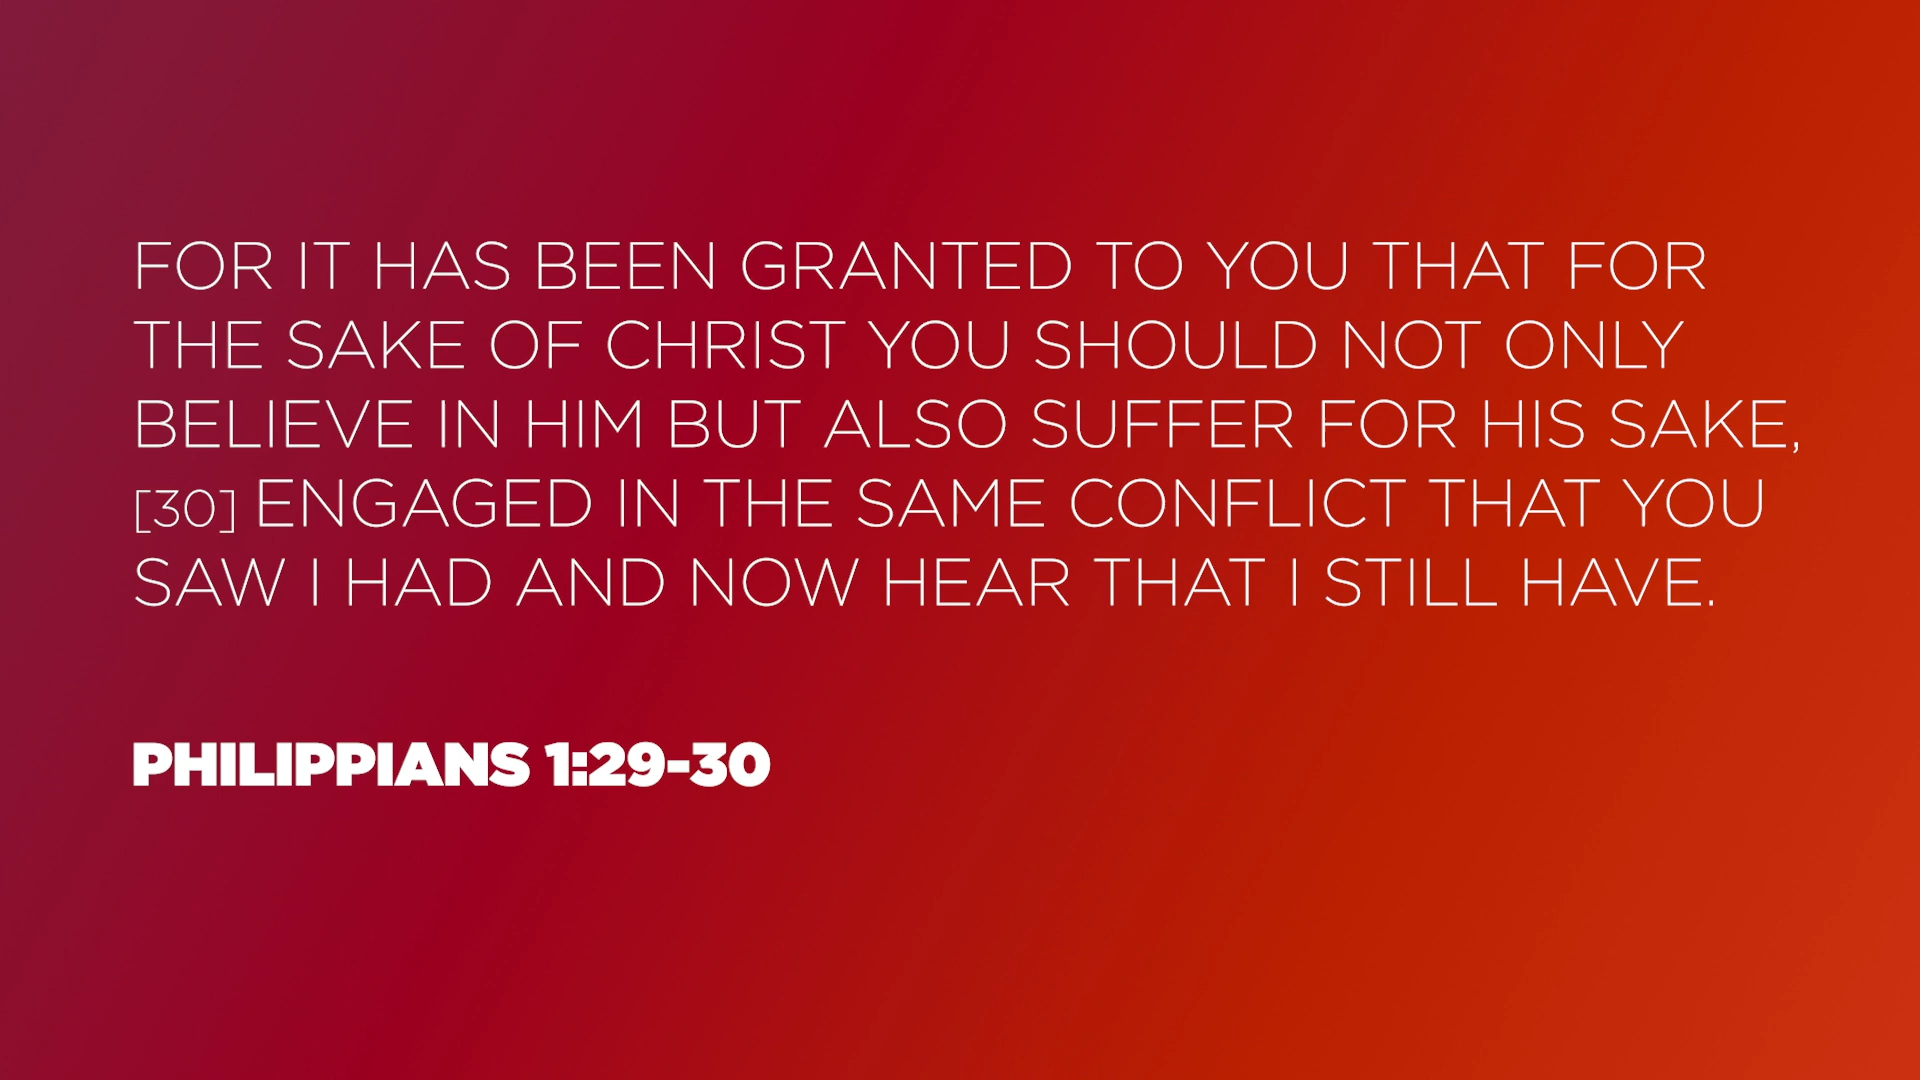 FOR IT HAS BEEN GRANTED TO YOU THAT FOR
THE SAKE OF CHRIST YOU SHOULD NOT ONLY
BELIEVE IN HIM BUT ALSO SUFFER FOR HIS SAKE,
[30] ENGAGED IN THE SAME CONFLICT THAT YOU
SAW I HAD AND NOW HEAR THAT I STILL HAVE.
PHILIPPIANS 1:29-30